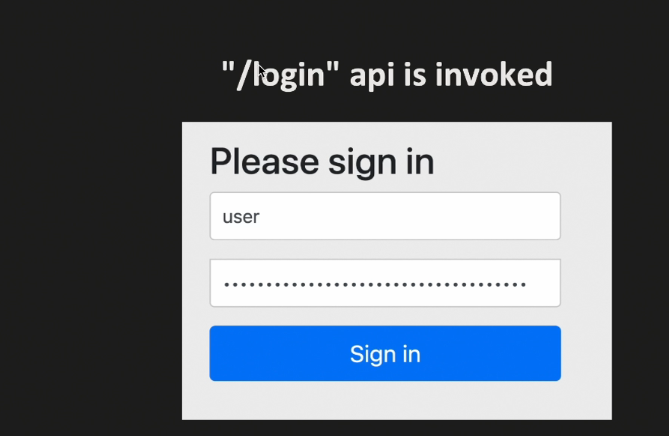 "/login" api is invoked
Please sign in
user
Sign in